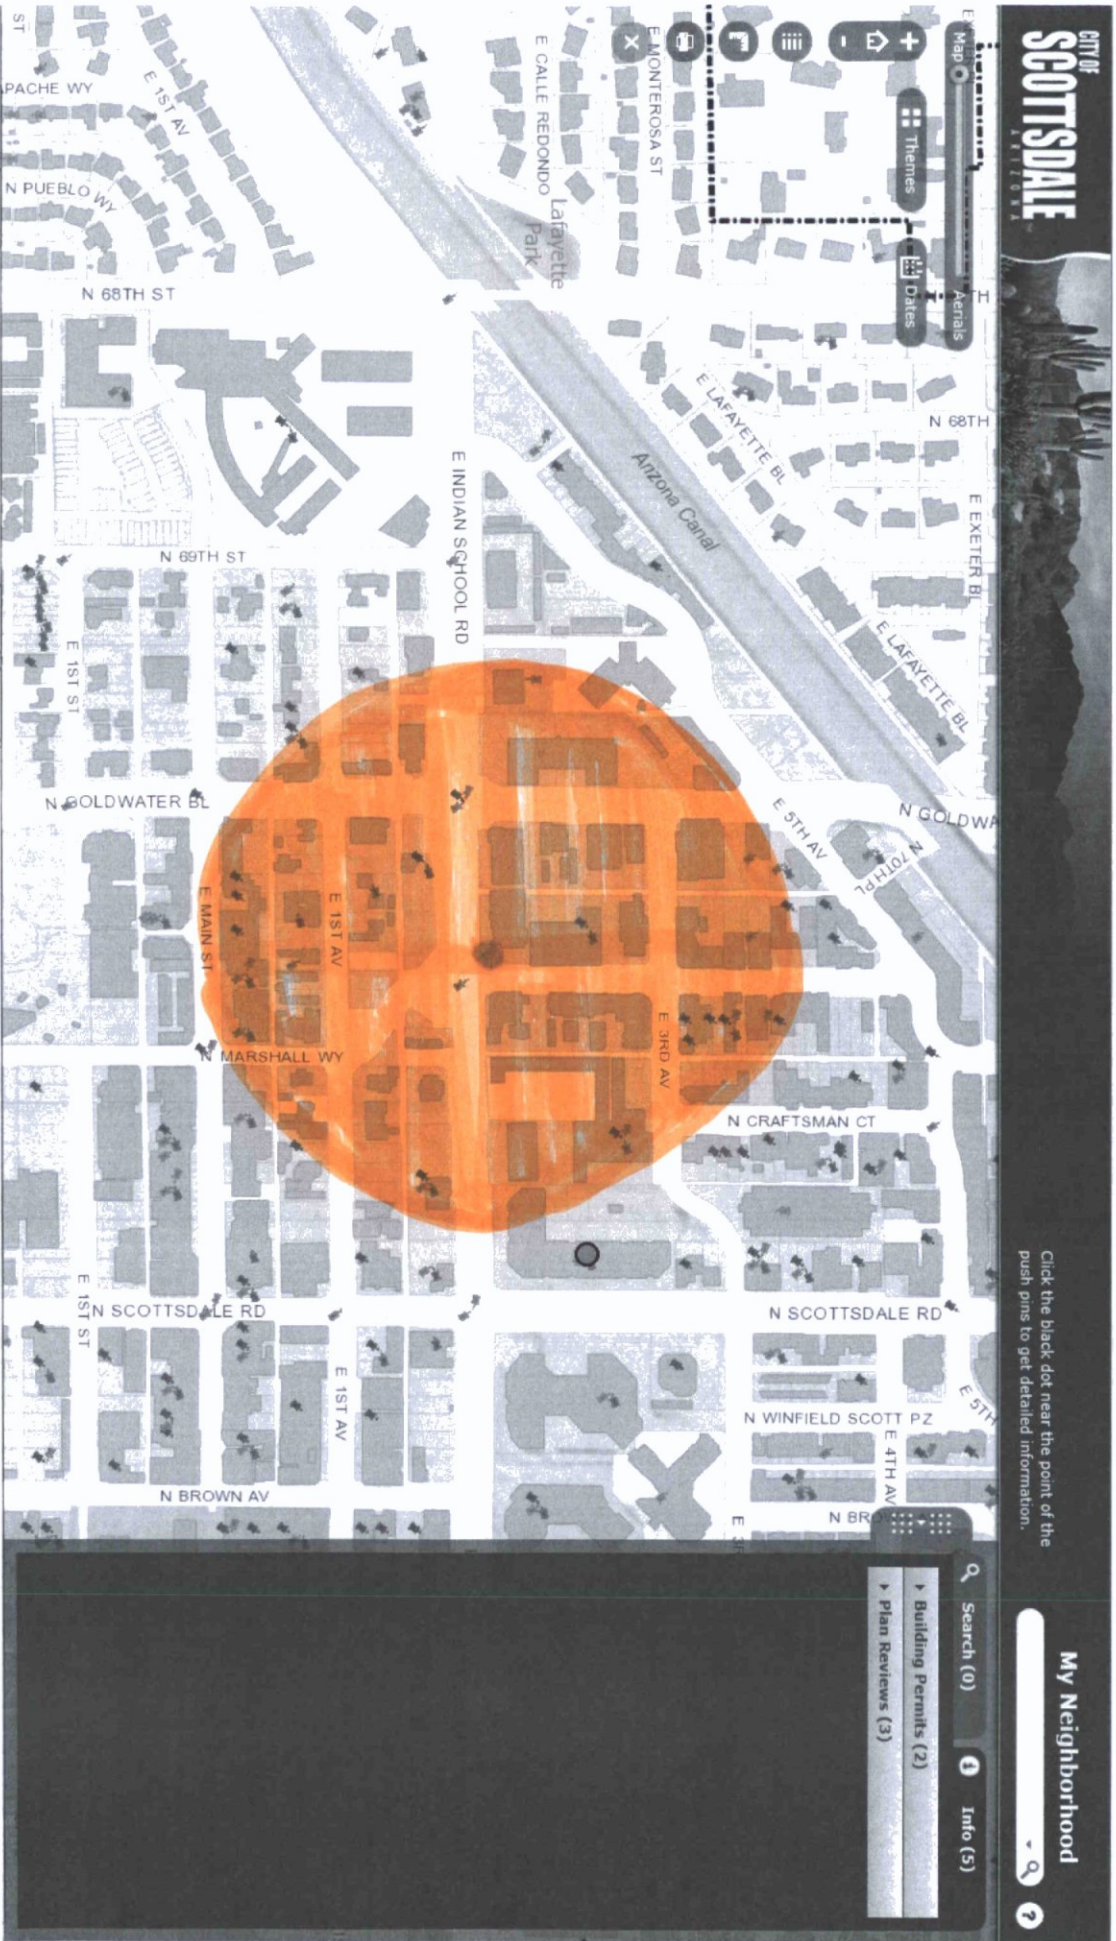 CITY OF
SCOTTSDALE
ARIZONA
Click the black dot near the point of the
push pins to get detailed information.
My Neighborhood
?
Map
Aerials
Themes
Dates
+
-
X
Search (0)
Info (5)
Building Permits (2)
Plan Reviews (3)
TH
N 68TH
E EXETER BL
E LAFAYETTE BL
E LAFAYETTE BL
E MONTEROSA ST
E CALLE REDONDO
Lafayette
Park
Arizona Canal
ST
E 1ST AV
N PUEBLO WY
N 68TH ST
E INDIAN SCHOOL RD
N 69TH ST
E 1ST ST
N GOLDWATER BL
N GOLDWA
N 70TH PL
E 5TH AV
E MAIN ST
E 1ST AV
E 3RD AV
N MARSHALL WY
N CRAFTSMAN CT
N SCOTTSDALE RD
N SCOTTSDALE RD
E 1ST ST
E 1ST AV
N WINFIELD SCOTT PZ
E 4TH AV
E 5TH
N BROWN AV
N BRO